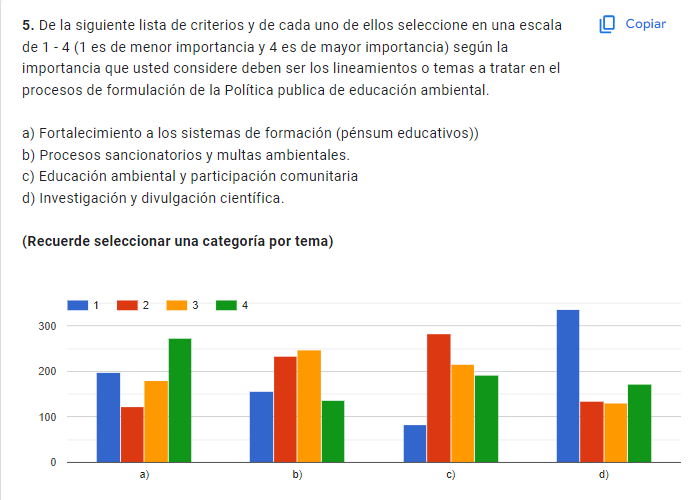 5. De la siguiente lista de criterios y de cada uno de ellos seleccione en una escala
de 1 - 4 (1 es de menor importancia y 4 es de mayor importancia) según la
importancia que usted considere deben ser los lineamientos o temas a tratar en el
procesos de formulación de la Política publica de educación ambiental.
Copiar
a) Fortalecimiento a los sistemas de formación (pénsum educativos))
b) Procesos sancionatorios y multas ambientales.
c) Educación ambiental y participación comunitaria
d) Investigación y divulgación científica.
(Recuerde seleccionar una categoría por tema)
1 2 3 4
300
200
100
0
a) b) c) d)